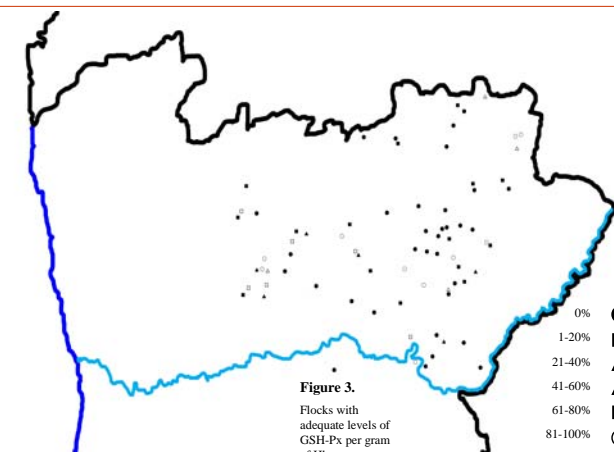 0%
1-20%
21-40%
41-60%
61-80%
81-100%
Figure 3.
Flocks with
adequate levels of
GSH-Px per gram